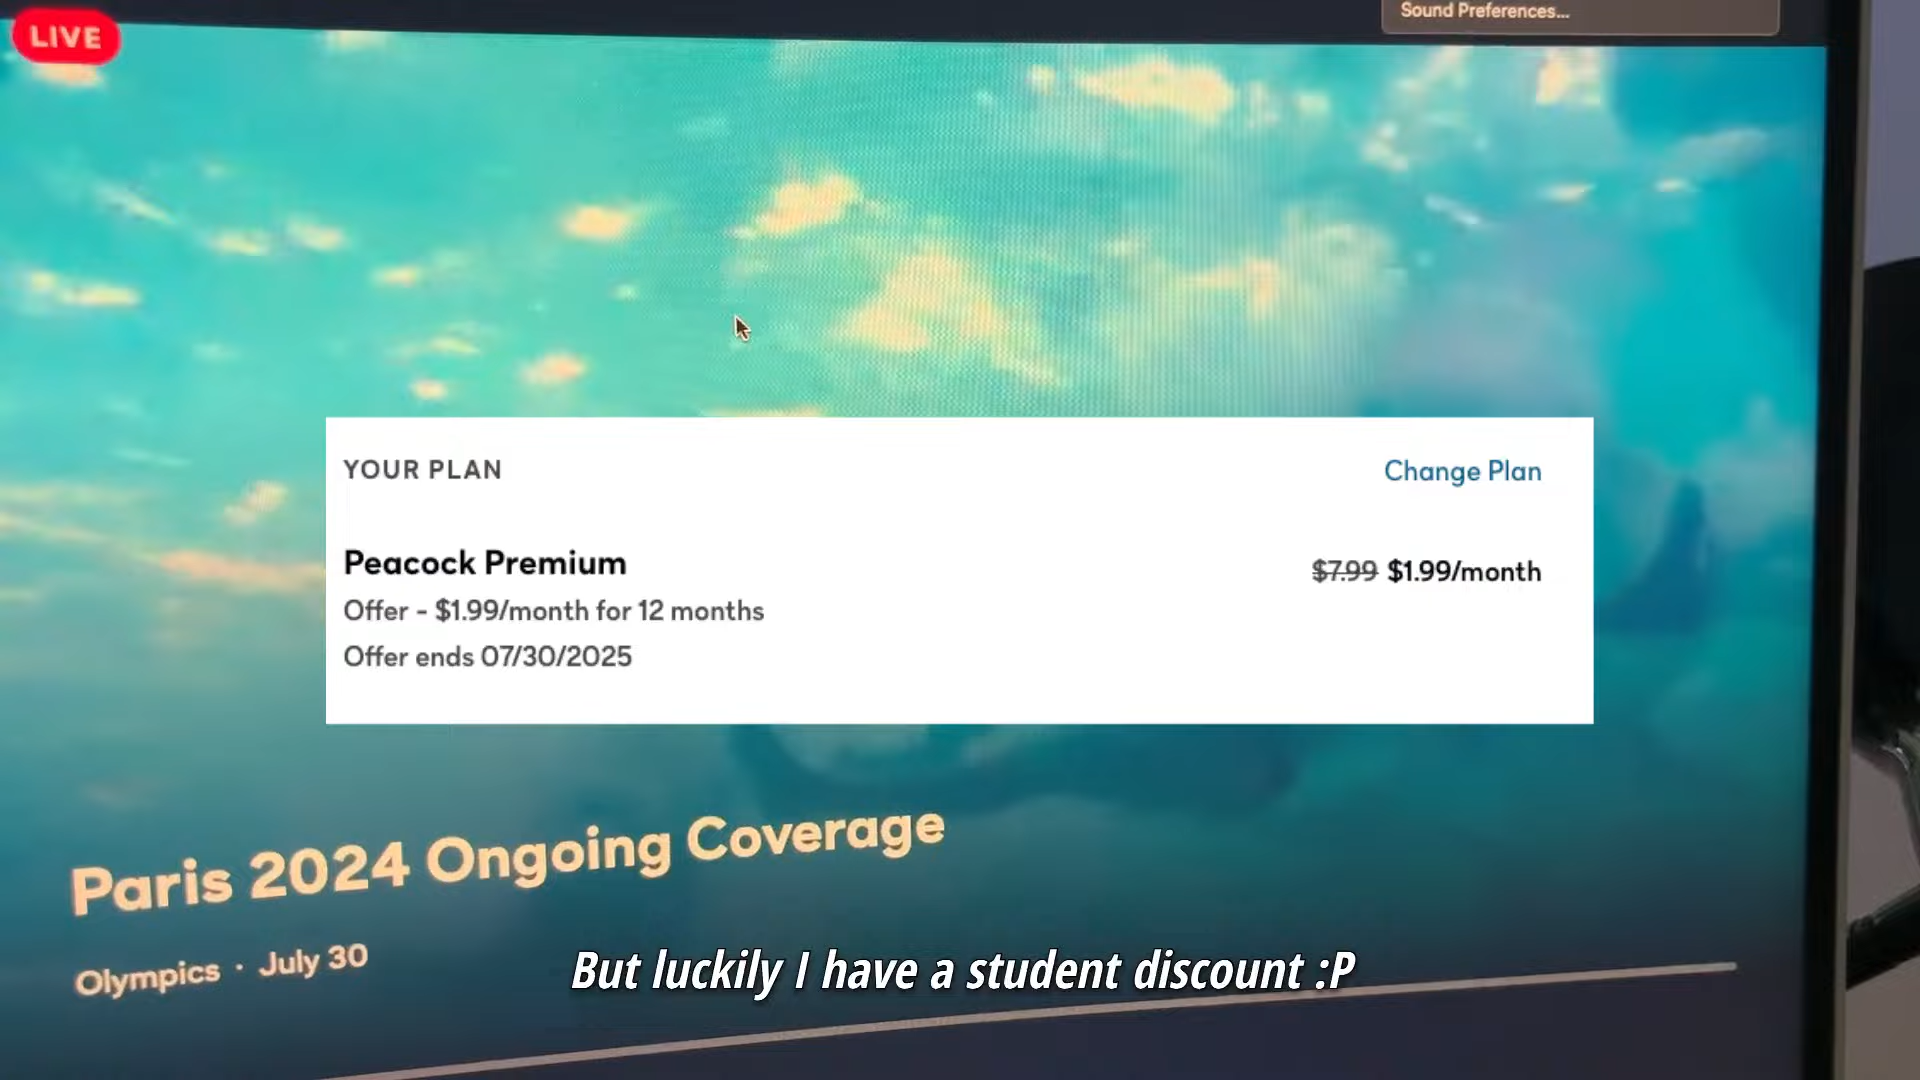 Sound Preferences...
LIVE
YOUR PLAN
Change Plan
Peacock Premium
$7.99 $1.99/month
Offer - $1.99/month for 12 months
Offer ends 07/30/2025
Paris 2024 Ongoing Coverage
Olympics · July 30
But luckily I have a student discount :P